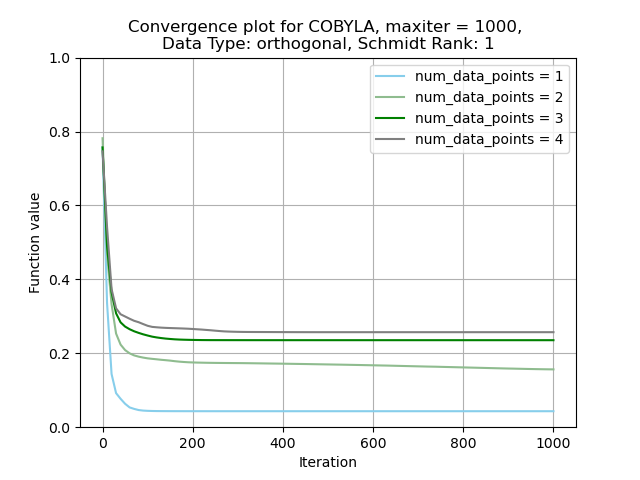 Convergence plot for COBYLA, maxiter = 1000,
Data Type: orthogonal, Schmidt Rank: 1
num_data_points = 1
num_data_points = 2
num_data_points = 3
num_data_points = 4
Function value
1.0
0.8
0.6
0.4
0.2
0.0
0 200 400 600 800 1000
Iteration